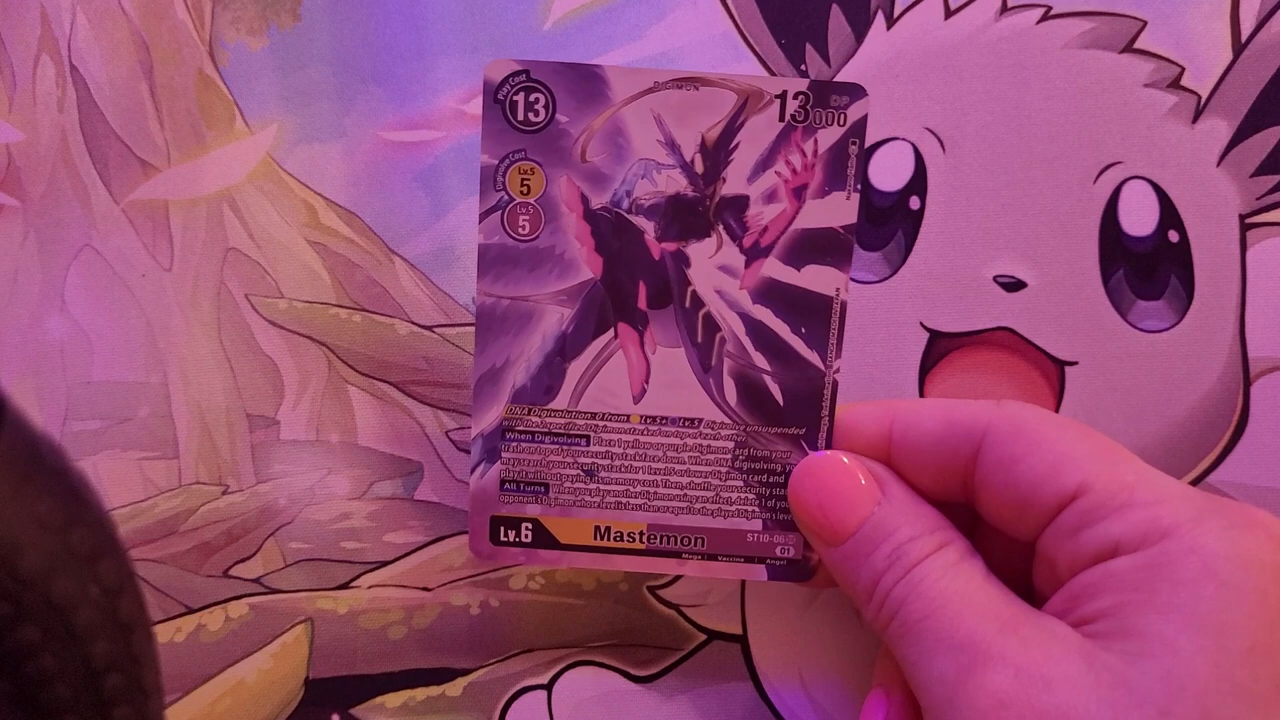 Play Cost
13
DIGIMON
13000 DP
Digivolve Cost
Lv.5
5
Lv.5
5
DNA Digivolution: 0 from Lv.5 + Lv.5 Digivolve unsuspended
with the 2 specified Digimon stacked on top of each other
When Digivolving Place 1 yellow or purple Digimon card from your
trash on top of your security stack face down. When DNA digivolving, yo
may search your security stack for 1 level 5 or lower Digimon card and
play it without paying its memory cost. Then, shuffle your security stac
All Turns When you play another Digimon using an effect, delete 1 of you
opponent's Digimon whose level is less than or equal to the played Digimon's leve
Lv.6
Mastemon
ST10-06
01
Mega Vaccine Angel